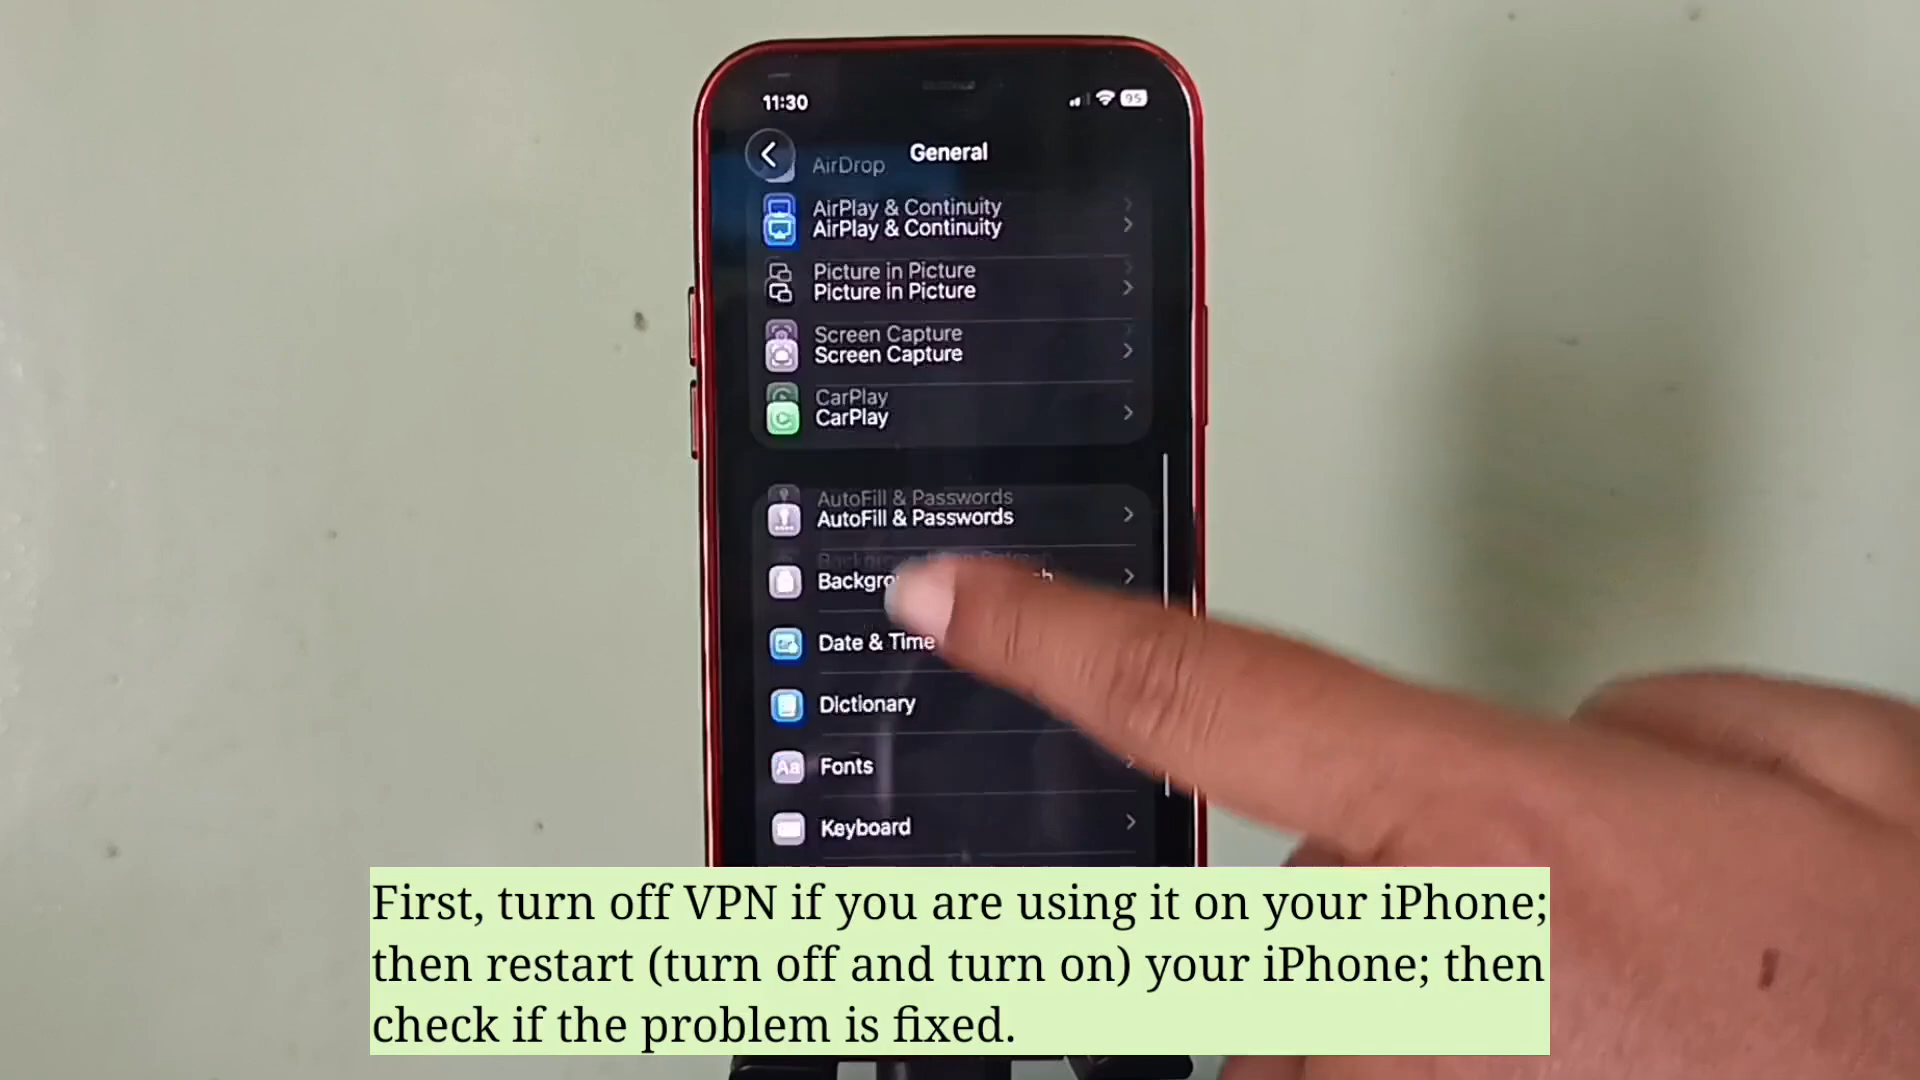 11:30
95
General
AirDrop
AirPlay & Continuity
AirPlay & Continuity
Picture in Picture
Picture in Picture
Screen Capture
Screen Capture
CarPlay
CarPlay
AutoFill & Passwords
AutoFill & Passwords
Date & Time
Dictionary
Aa Fonts
Keyboard
First, turn off VPN if you are using it on your iPhone;
then restart (turn off and turn on) your iPhone; then
check if the problem is fixed.